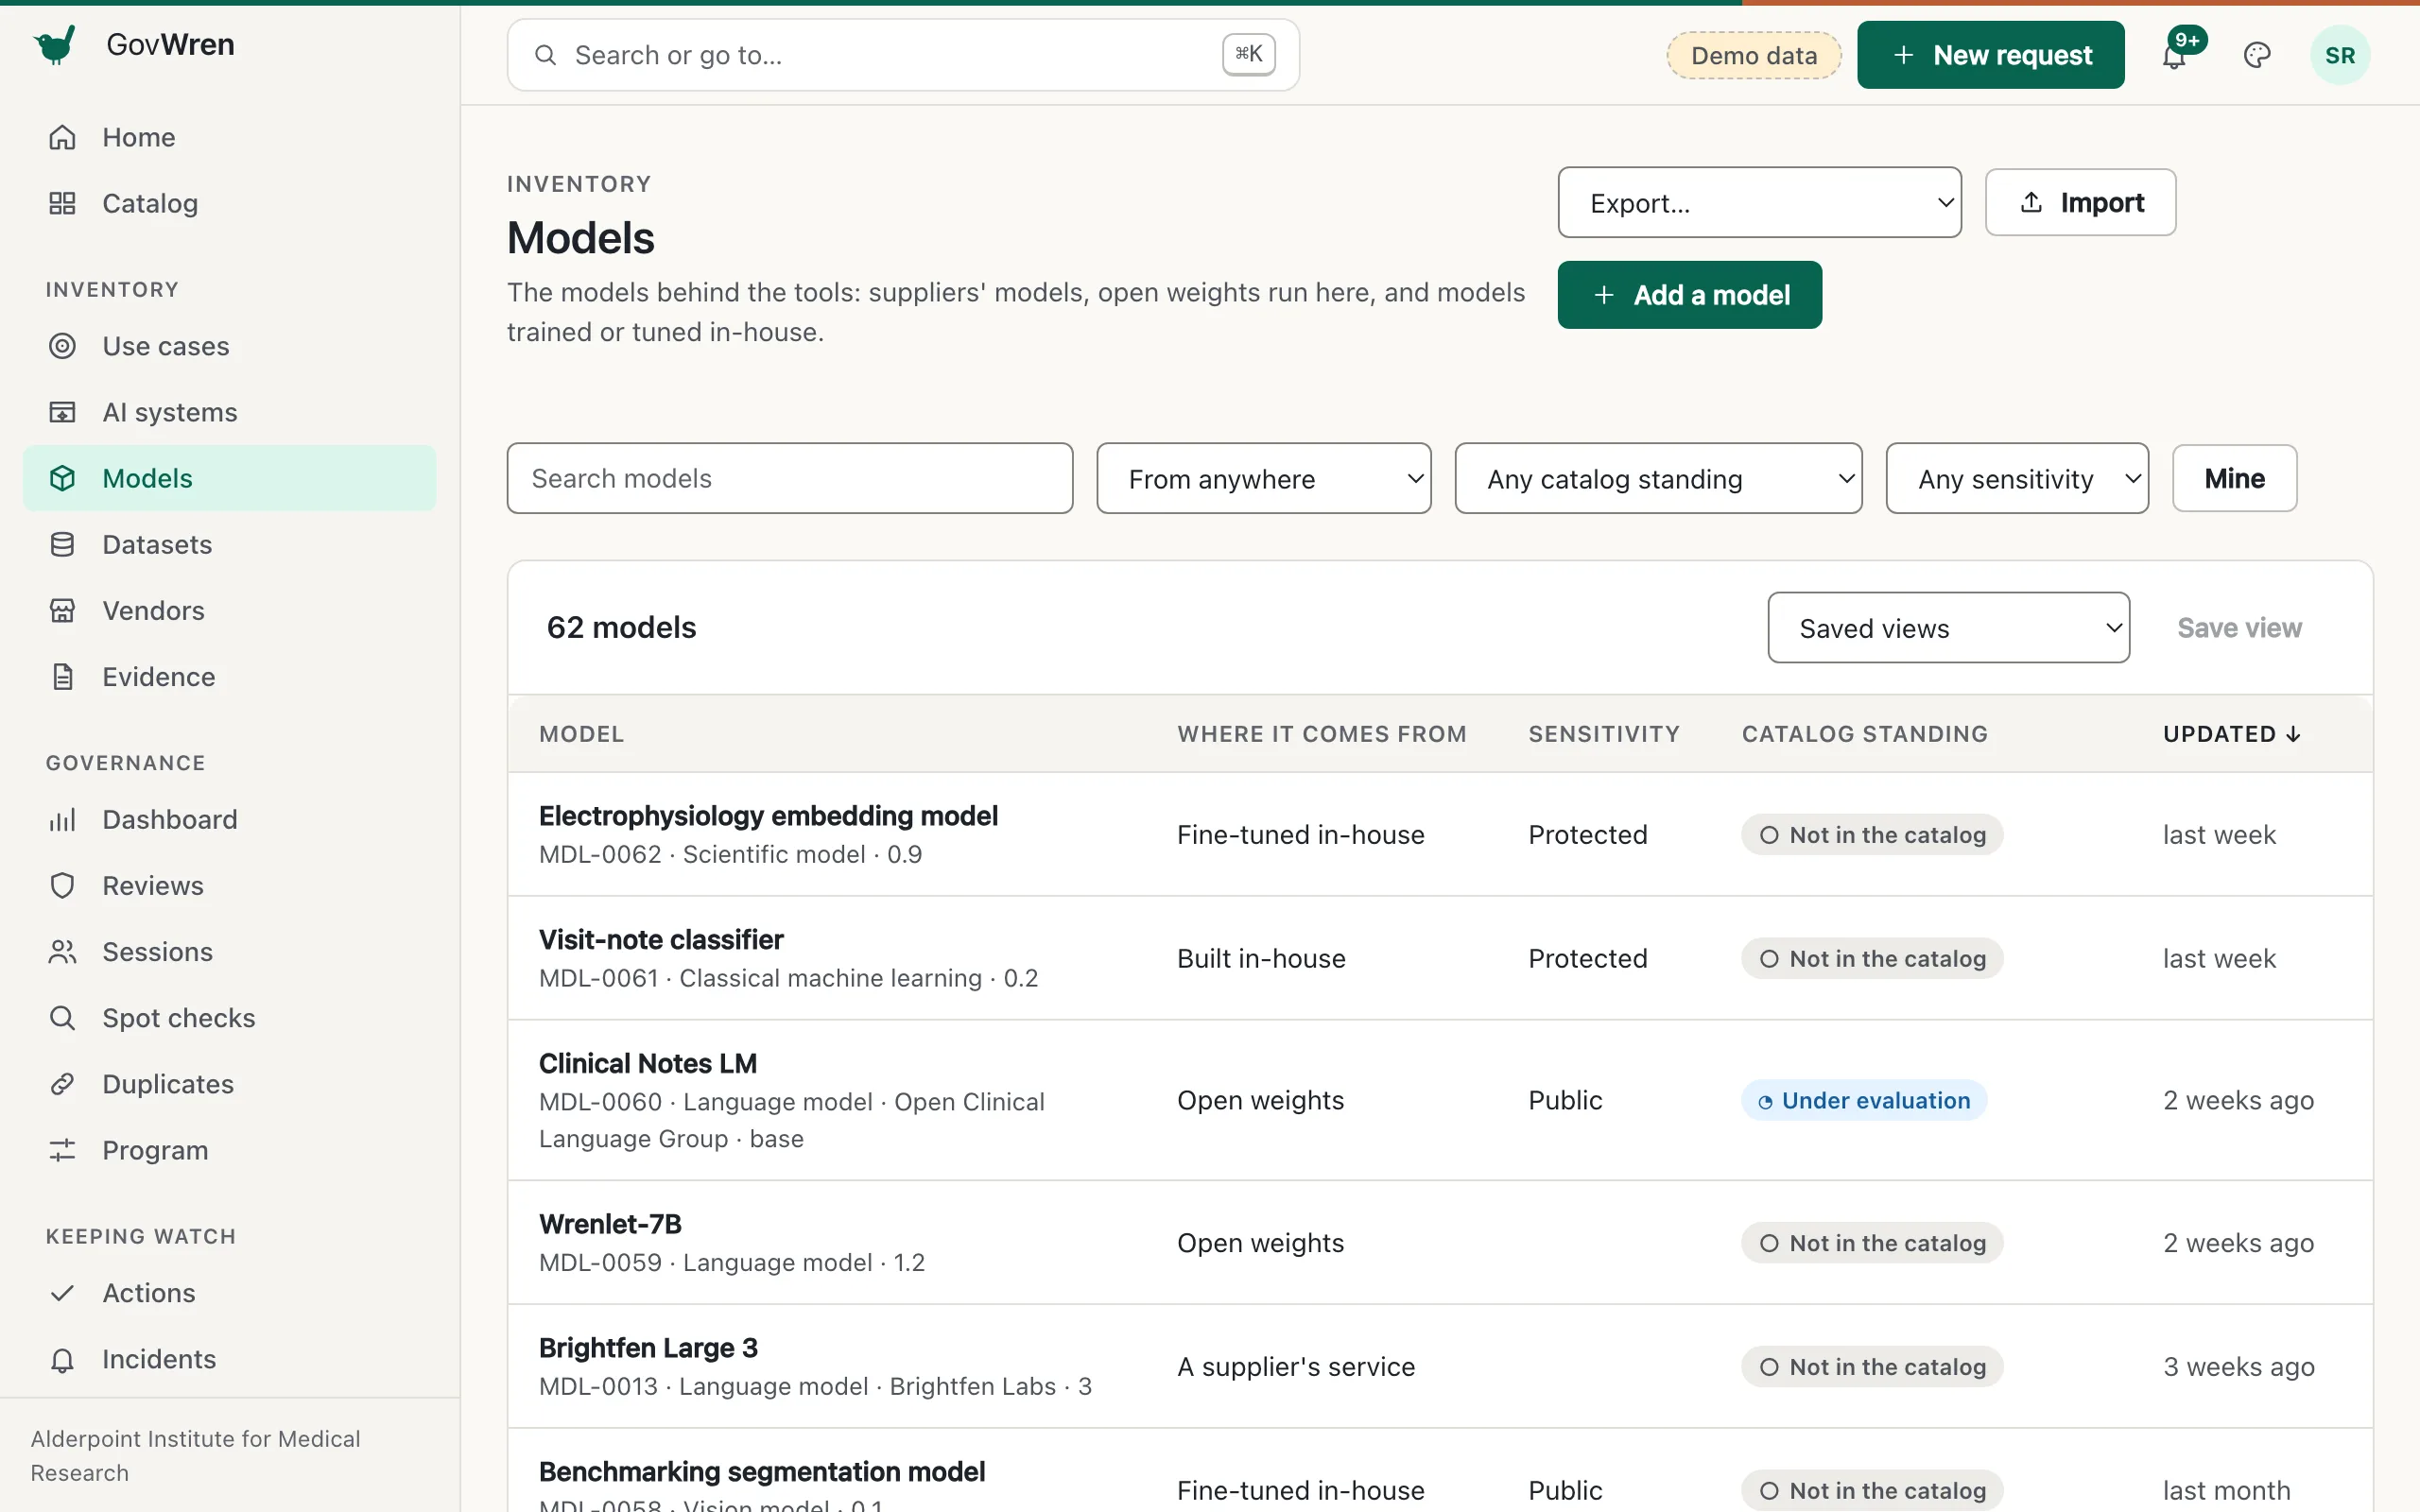 GovWren
Search or go to...
⌘K
Demo data
+ New request
9+
SR
Home
Catalog
INVENTORY
Use cases
AI systems
Models
Datasets
Vendors
Evidence
GOVERNANCE
Dashboard
Reviews
Sessions
Spot checks
Duplicates
Program
KEEPING WATCH
Actions
Incidents
Alderpoint Institute for Medical
Research
INVENTORY
Models
The models behind the tools: suppliers' models, open weights run here, and models
trained or tuned in-house.
Export...
Import
+ Add a model
Search models
From anywhere
Any catalog standing
Any sensitivity
Mine
62 models
Saved views
Save view
MODEL WHERE IT COMES FROM SENSITIVITY CATALOG STANDING UPDATED ↓
Electrophysiology embedding model
MDL-0062 · Scientific model · 0.9
Fine-tuned in-house Protected Not in the catalog last week
Visit-note classifier
MDL-0061 · Classical machine learning · 0.2
Built in-house Protected Not in the catalog last week
Clinical Notes LM
MDL-0060 · Language model · Open Clinical
Language Group · base
Open weights Public Under evaluation 2 weeks ago
Wrenlet-7B
MDL-0059 · Language model · 1.2
Open weights Not in the catalog 2 weeks ago
Brightfen Large 3
MDL-0013 · Language model · Brightfen Labs · 3
A supplier's service Not in the catalog 3 weeks ago
Benchmarking segmentation model
MDL-0058 · Vision model · 0.1
Fine-tuned in-house Public Not in the catalog last month